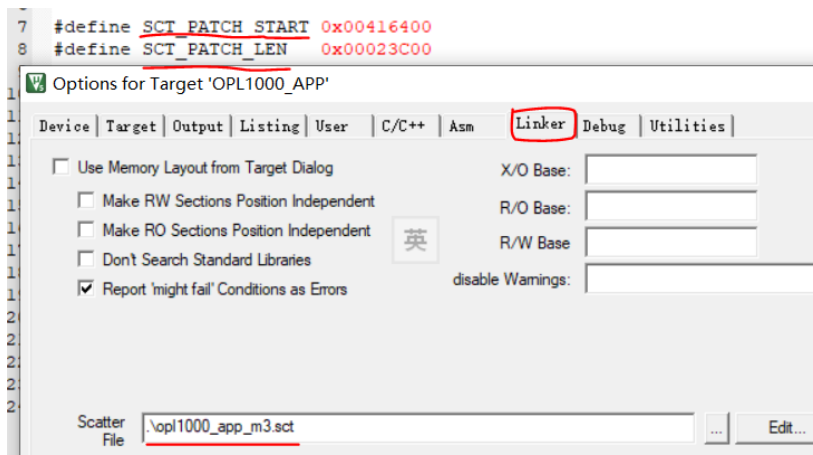 7 #define SCT_PATCH_START 0x00416400
8 #define SCT_PATCH_LEN 0x00023C00
Options for Target 'OPL1000_APP'
Device Target Output Listing User C/C++ Asm Linker Debug Utilities
Use Memory Layout from Target Dialog
X/O Base:
Make RW Sections Position Independent
R/O Base:
Make RO Sections Position Independent
英
R/W Base
Don't Search Standard Libraries
disable Warnings:
Report 'might fail' Conditions as Errors
Scatter
File
.\opl1000_app_m3.sct
...
Edit...